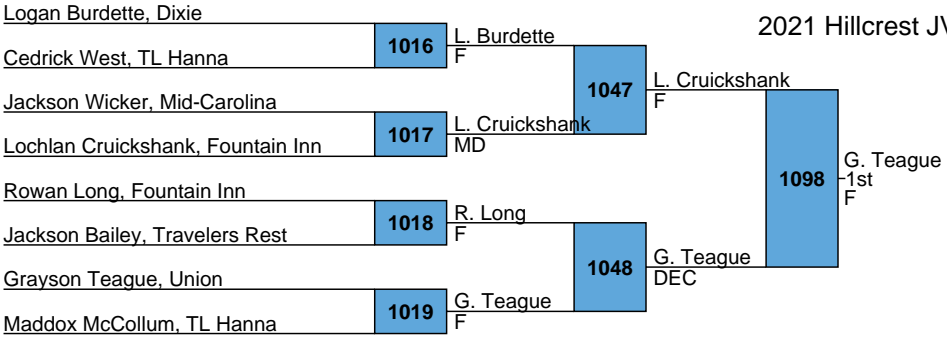 Logan Burdette, Dixie
2021 Hillcrest JV
1016
L. Burdette
F
Cedrick West, TL Hanna
1047
L. Cruickshank
F
Jackson Wicker, Mid-Carolina
1017
L. Cruickshank
MD
Lochlan Cruickshank, Fountain Inn
1098
G. Teague
1st
F
Rowan Long, Fountain Inn
1018
R. Long
F
Jackson Bailey, Travelers Rest
1048
G. Teague
DEC
Grayson Teague, Union
1019
G. Teague
F
Maddox McCollum, TL Hanna